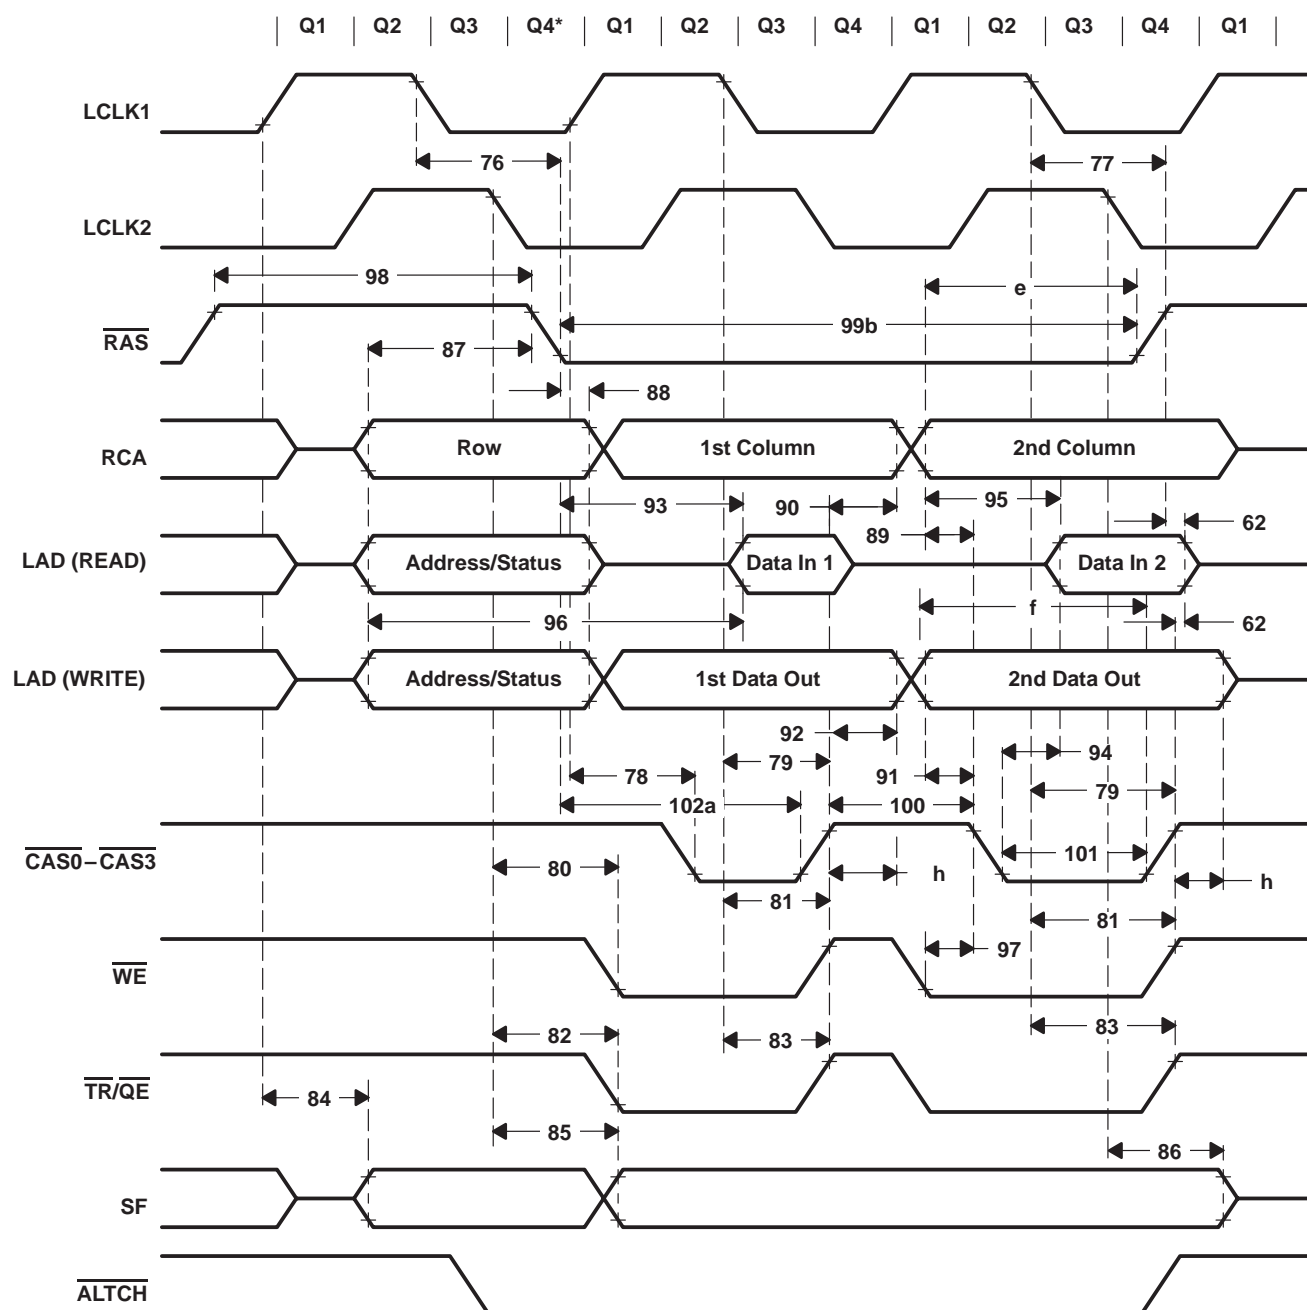 Q1 Q2 Q3 Q4* Q1 Q2 Q3 Q4 Q1 Q2 Q3 Q4 Q1
LCLK1
76 77
LCLK2
98
e
RAS 99b
87
88
RCA Row 1st Column 2nd Column
93 90 95
89 62
LAD (READ) Address/Status Data In 1 Data In 2
f
96 62
LAD (WRITE) Address/Status 1st Data Out 2nd Data Out
92 94
79
78 91
79
102a 100
CAS0–CAS3 101
80 h h
81
81
WE 97
82 83 83
TR/QE
84
85
86
SF
ALTCH